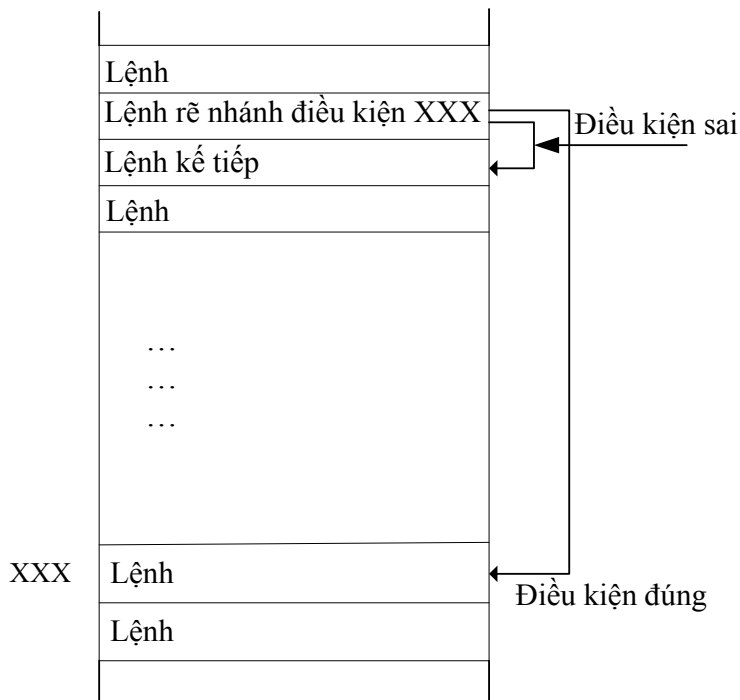 Lệnh
Lệnh rẽ nhánh điều kiện XXX
Điều kiện sai
Lệnh kế tiếp
Lệnh
...
...
...
XXX
Lệnh
Điều kiện đúng
Lệnh